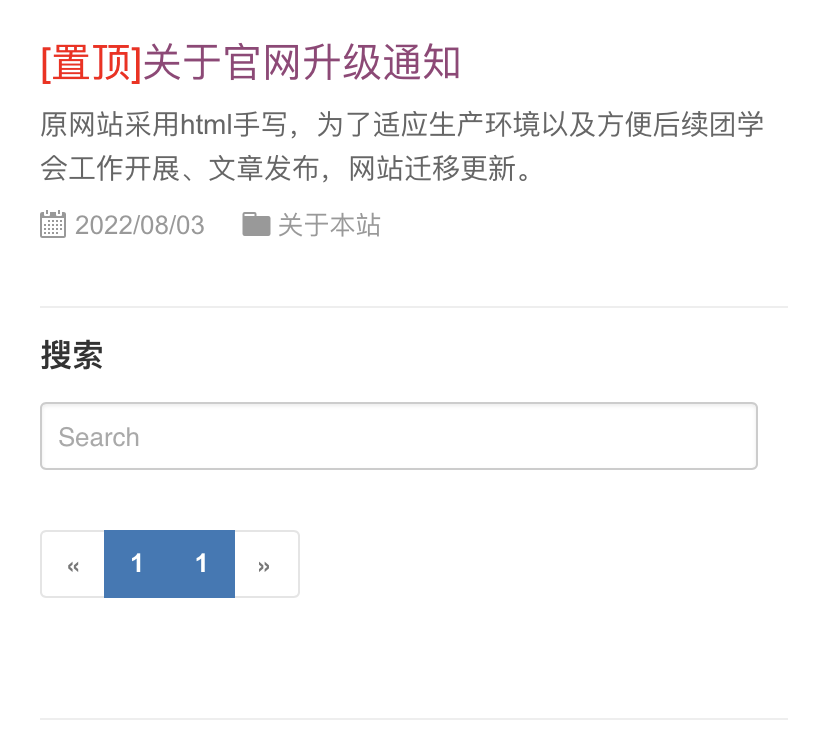 [置顶]关于官网升级通知
原网站采用html手写，为了适应生产环境以及方便后续团学
会工作开展、文章发布，网站迁移更新。
2022/08/03 关于本站
搜索
Search
« 1 1 »